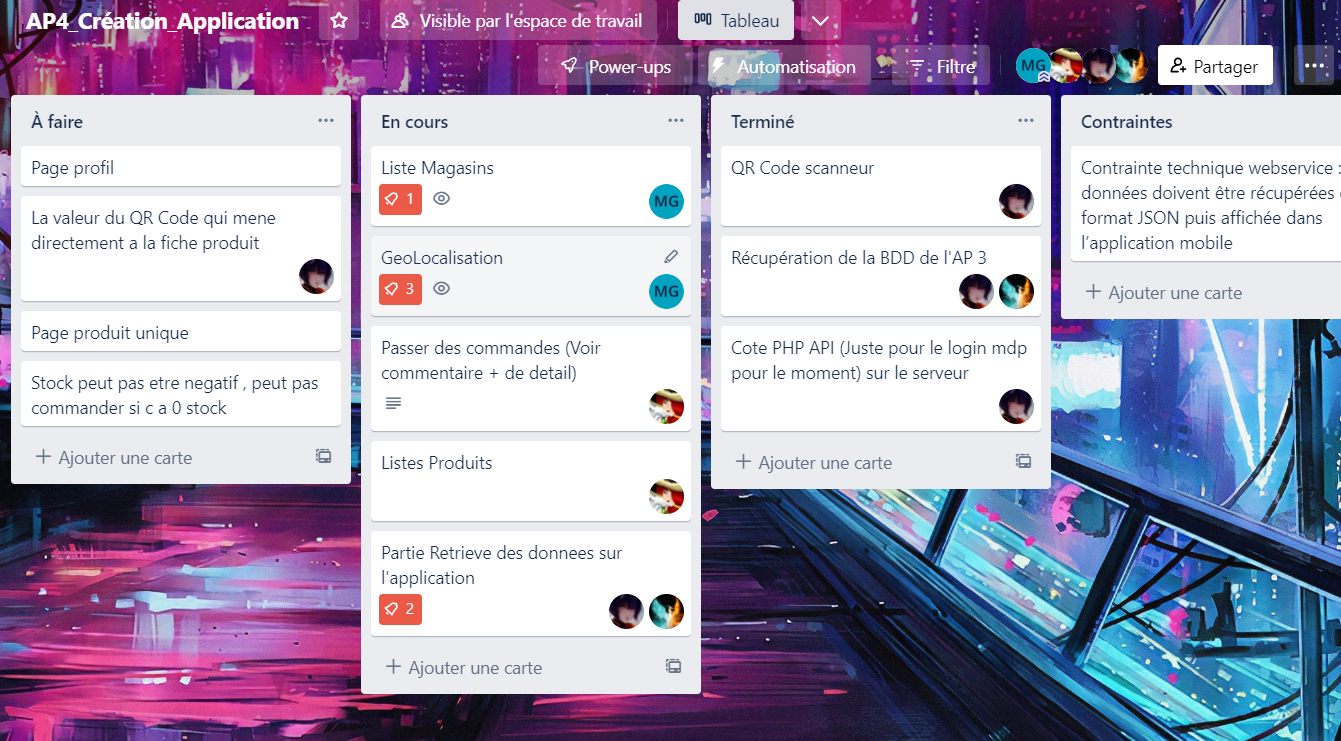 AP4_Création_Application
Visible par l'espace de travail
Tableau
Power-ups
Automatisation
Filtre
MG
Partager
À faire
Page profil
La valeur du QR Code qui mene
directement a la fiche produit
Page produit unique
Stock peut pas etre negatif , peut pas
commander si c a 0 stock
+ Ajouter une carte
En cours
Liste Magasins
1
MG
GeoLocalisation
3
MG
Passer des commandes (Voir
commentaire + de detail)
Listes Produits
Partie Retrieve des donnees sur
l'application
2
+ Ajouter une carte
Terminé
QR Code scanneur
Récupération de la BDD de l'AP 3
Cote PHP API (Juste pour le login mdp
pour le moment) sur le serveur
+ Ajouter une carte
Contraintes
Contrainte technique webservice :
données doivent être récupérées
format JSON puis affichée dans
l’application mobile
+ Ajouter une carte